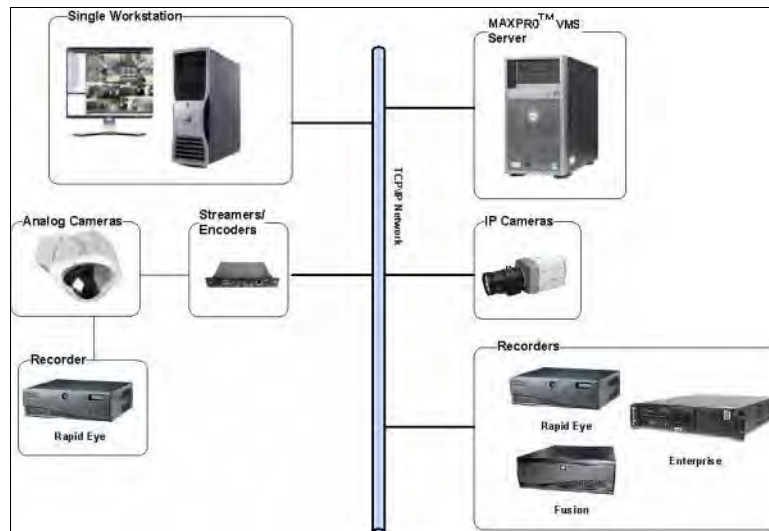 Single Workstation
MAXPRO™ VMS
Server
TCP\IP Network
Analog Cameras
Streamers/
Encoders
IP Cameras
Recorder
Rapid Eye
Recorders
Rapid Eye
Enterprise
Fusion